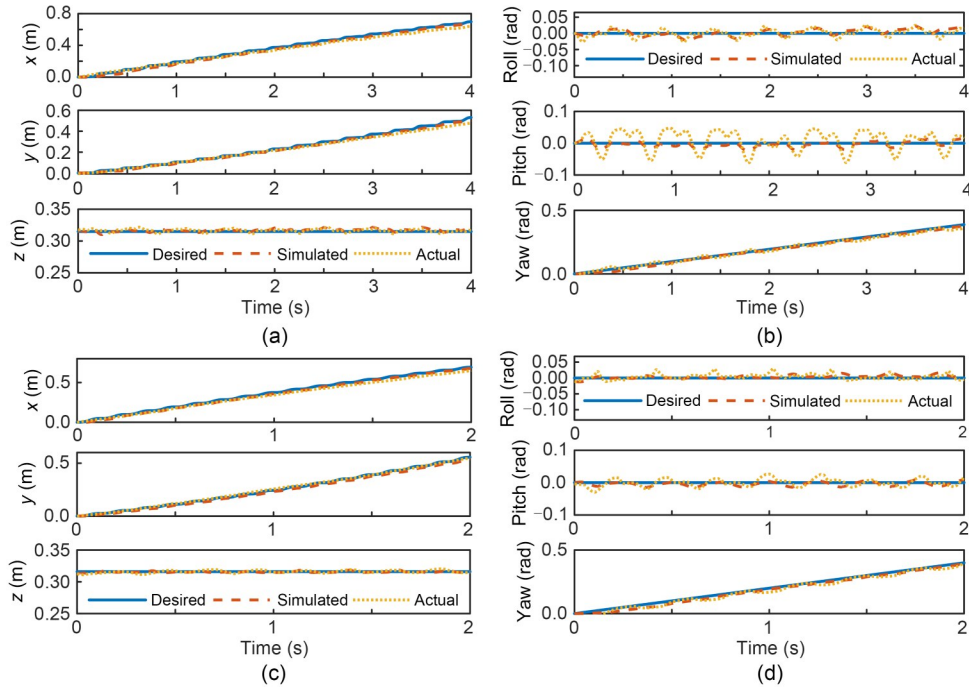 x (m)
0.8
0.4
0.0
0 1 2 3 4
y (m)
0.6
0.4
0.2
0.0
0 1 2 3 4
z (m)
0.35
0.30
0.25
Desired Simulated Actual
0 1 2 3 4
Time (s)
(a)
Roll (rad)
0.05
0.00
−0.05
−0.10
Desired Simulated Actual
0 1 2 3 4
Pitch (rad)
0.1
0.0
−0.1
0 1 2 3 4
Yaw (rad)
0.5
0.0
0 1 2 3 4
Time (s)
(b)
x (m)
0.5
0.0
0 1 2
y (m)
0.5
0.0
0 1 2
z (m)
0.35
0.30
0.25
Desired Simulated Actual
0 1 2
Time (s)
(c)
Roll (rad)
0.05
0.00
−0.05
−0.10
Desired Simulated Actual
0 1 2
Pitch (rad)
0.1
0.0
−0.1
0 1 2
Yaw (rad)
0.5
0.0
0 1 2
Time (s)
(d)